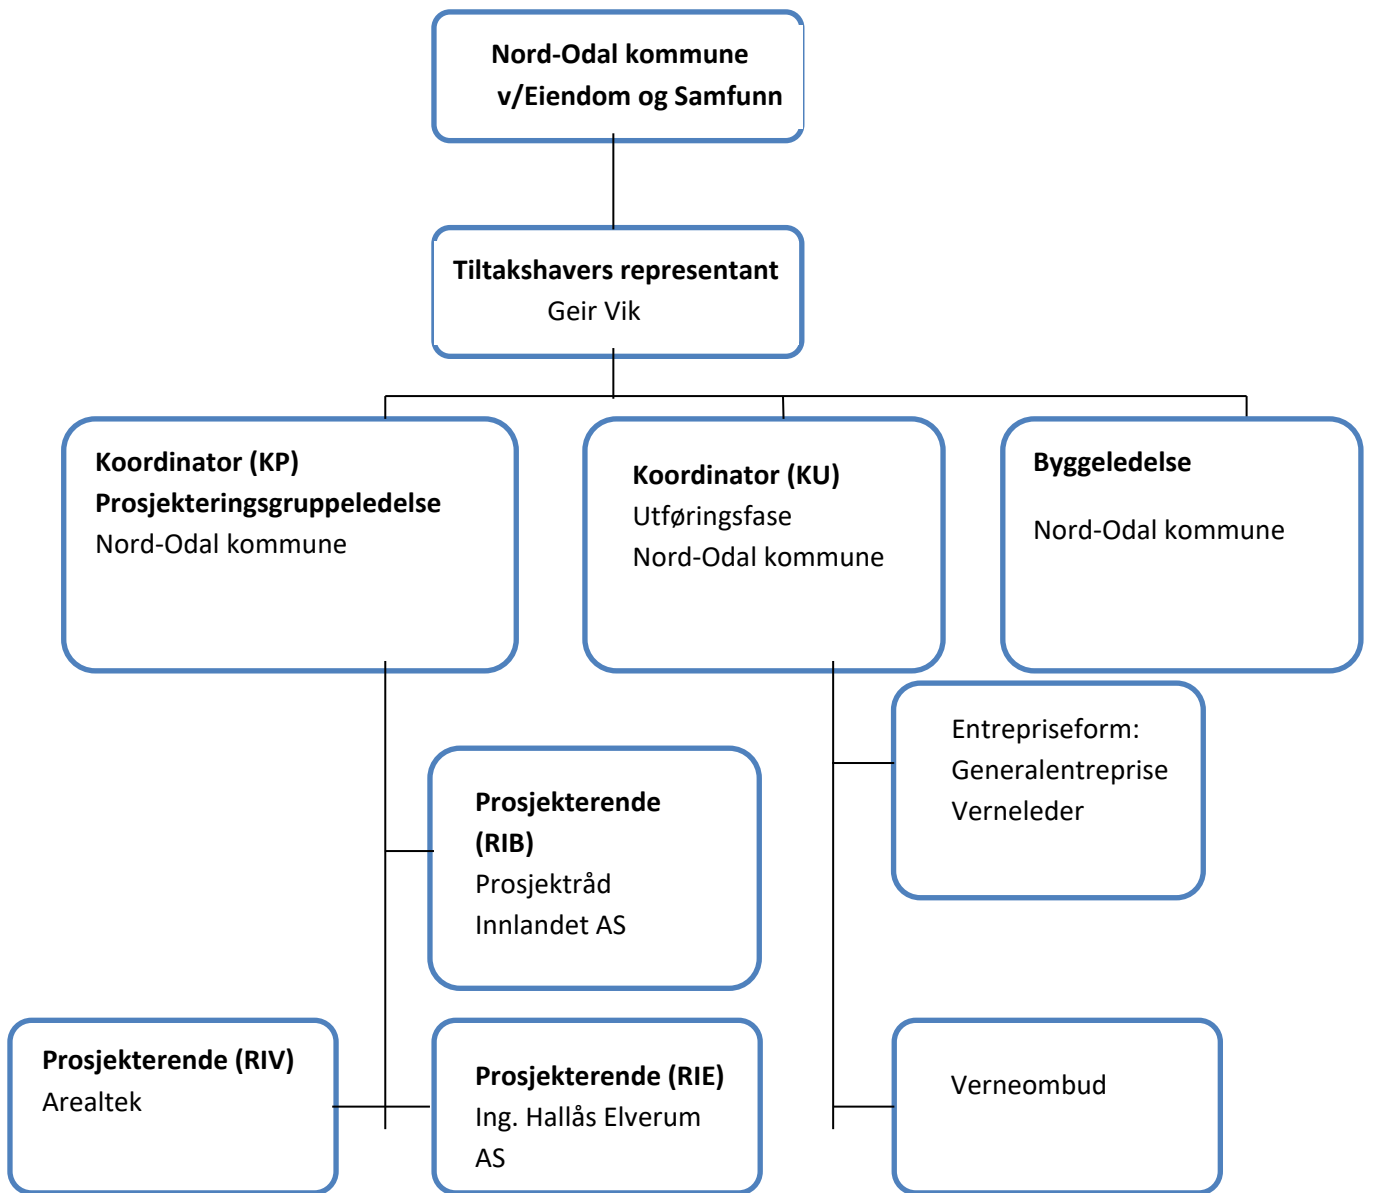 Nord-Odal kommune
v/Eiendom og Samfunn
Tiltakshavers representant
Geir Vik
Koordinator (KP)
Prosjekteringsgruppeledelse
Nord-Odal kommune
Koordinator (KU)
Utføringsfase
Nord-Odal kommune
Byggeledelse
Nord-Odal kommune
Entrepriseform:
Generalentreprise
Verneleder
Prosjekterende
(RIB)
Prosjektråd
Innlandet AS
Prosjekterende (RIV)
Arealtek
Prosjekterende (RIE)
Ing. Hallås Elverum
AS
Verneombud